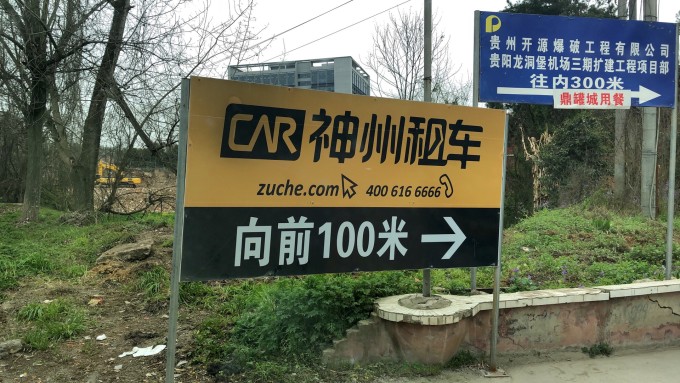 CAR 神州租车
zuche.com 400 616 6666
向前100米
贵州开源爆破工程有限公司
贵阳龙洞堡机场三期扩建工程项目部
往内300米
鼎罐城用餐